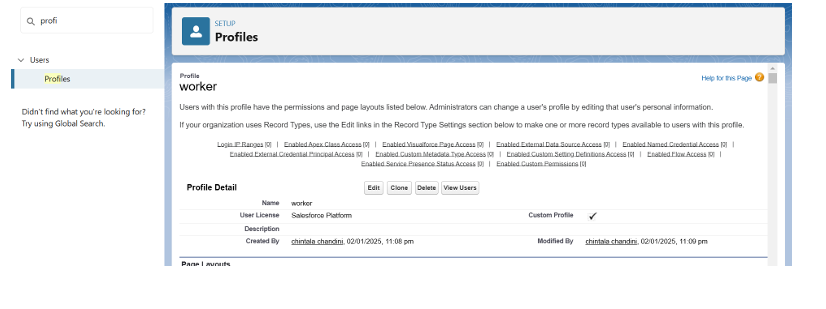 profi
Users
Profiles
Didn't find what you're looking for?
Try using Global Search.
SETUP
Profiles
Profile
worker
Help for this Page
Users with this profile have the permissions and page layouts listed below. Administrators can change a user's profile by editing that user's personal information.
If your organization uses Record Types, use the Edit links in the Record Type Settings section below to make one or more record types available to users with this profile.
Login IP Ranges [0] | Enabled Apex Class Access [0] | Enabled Visualforce Page Access [0] | Enabled External Data Source Access [0] | Enabled Named Credential Access [0] |
Enabled External Credential Principal Access [0] | Enabled Custom Metadata Type Access [0] | Enabled Custom Setting Definitions Access [0] | Enabled Flow Access [0] |
Enabled Service Presence Status Access [0] | Enabled Custom Permissions [0]
Profile Detail Edit Clone Delete View Users
Name worker
User License Salesforce Platform Custom Profile ✓
Description
Created By chintala chandini, 02/01/2025, 11:08 pm Modified By chintala chandini, 02/01/2025, 11:09 pm
Page Layouts